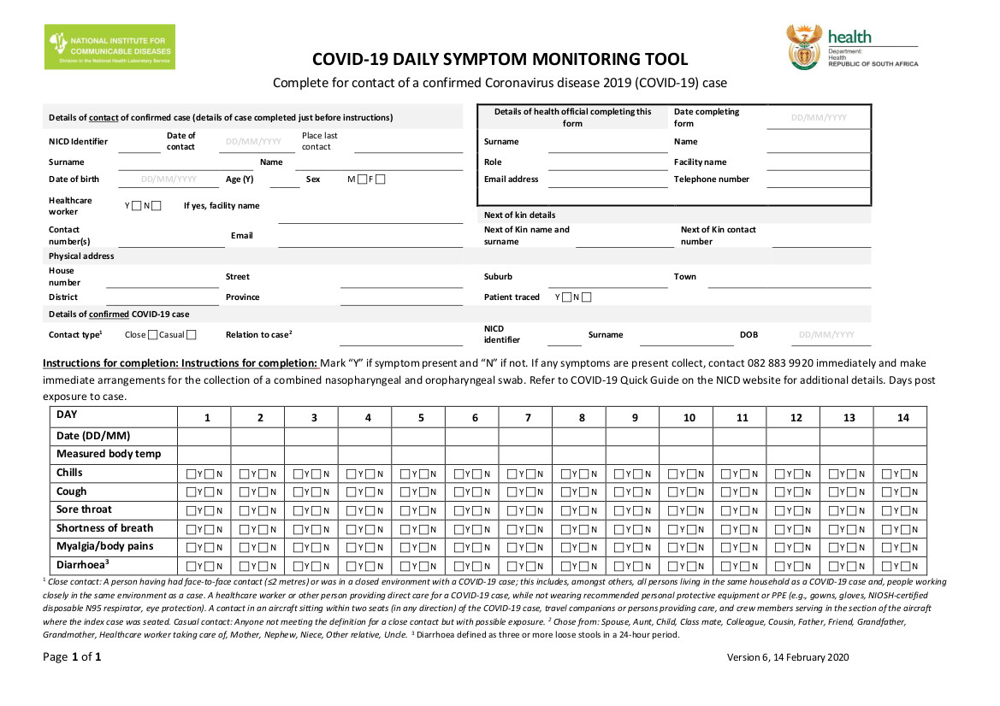 NATIONAL INSTITUTE FOR
COMMUNICABLE DISEASES
Division in the National Health Laboratory Service
health
Department:
Health
REPUBLIC OF SOUTH AFRICA
COVID-19 DAILY SYMPTOM MONITORING TOOL
Complete for contact of a confirmed Coronavirus disease 2019 (COVID-19) case
Details of contact of confirmed case (details of case completed just before instructions)
NICD Identifier Date of contact DD/MM/YYYY Place last contact
Surname Name
Date of birth DD/MM/YYYY Age (Y) Sex M☐ F☐
Healthcare worker Y☐ N☐ If yes, facility name
Contact number(s) Email
Details of health official completing this form Date completing form DD/MM/YYYY
Surname Name
Role Facility name
Email address Telephone number
Next of kin details
Next of Kin name and surname Next of Kin contact number
Physical address
House number Street Suburb Town
District Province Patient traced Y☐ N☐
Details of confirmed COVID-19 case
Contact type¹ Close☐ Casual☐ Relation to case² NICD identifier Surname DOB DD/MM/YYYY
Instructions for completion: Instructions for completion: Mark “Y” if symptom present and “N” if not. If any symptoms are present collect, contact 082 883 9920 immediately and make
immediate arrangements for the collection of a combined nasopharyngeal and oropharyngeal swab. Refer to COVID-19 Quick Guide on the NICD website for additional details. Days post
exposure to case.
DAY 1 2 3 4 5 6 7 8 9 10 11 12 13 14
Date (DD/MM)
Measured body temp
Chills ☐Y☐ N ☐Y☐ N ☐Y☐ N ☐Y☐ N ☐Y☐ N ☐Y☐ N ☐Y☐ N ☐Y☐ N ☐Y☐ N ☐Y☐ N ☐Y☐ N ☐Y☐ N ☐Y☐ N ☐Y☐ N
Cough ☐Y☐ N ☐Y☐ N ☐Y☐ N ☐Y☐ N ☐Y☐ N ☐Y☐ N ☐Y☐ N ☐Y☐ N ☐Y☐ N ☐Y☐ N ☐Y☐ N ☐Y☐ N ☐Y☐ N ☐Y☐ N
Sore throat ☐Y☐ N ☐Y☐ N ☐Y☐ N ☐Y☐ N ☐Y☐ N ☐Y☐ N ☐Y☐ N ☐Y☐ N ☐Y☐ N ☐Y☐ N ☐Y☐ N ☐Y☐ N ☐Y☐ N ☐Y☐ N
Shortness of breath ☐Y☐ N ☐Y☐ N ☐Y☐ N ☐Y☐ N ☐Y☐ N ☐Y☐ N ☐Y☐ N ☐Y☐ N ☐Y☐ N ☐Y☐ N ☐Y☐ N ☐Y☐ N ☐Y☐ N ☐Y☐ N
Myalgia/body pains ☐Y☐ N ☐Y☐ N ☐Y☐ N ☐Y☐ N ☐Y☐ N ☐Y☐ N ☐Y☐ N ☐Y☐ N ☐Y☐ N ☐Y☐ N ☐Y☐ N ☐Y☐ N ☐Y☐ N ☐Y☐ N
Diarrhoea³ ☐Y☐ N ☐Y☐ N ☐Y☐ N ☐Y☐ N ☐Y☐ N ☐Y☐ N ☐Y☐ N ☐Y☐ N ☐Y☐ N ☐Y☐ N ☐Y☐ N ☐Y☐ N ☐Y☐ N ☐Y☐ N
¹ Close contact: A person having had face-to-face contact (≤2 metres) or was in a closed environment with a COVID-19 case; this includes, amongst others, all persons living in the same household as a COVID-19 case and, people working
closely in the same environment as a case. A healthcare worker or other person providing direct care for a COVID-19 case, while not wearing recommended personal protective equipment or PPE (e.g., gowns, gloves, NIOSH-certified
disposable N95 respirator, eye protection). A contact in an aircraft sitting within two seats (in any direction) of the COVID-19 case, travel companions or persons providing care, and crew members serving in the section of the aircraft
where the index case was seated. Casual contact: Anyone not meeting the definition for a close contact but with possible exposure. ² Chose from: Spouse, Aunt, Child, Class mate, Colleague, Cousin, Father, Friend, Grandfather,
Grandmother, Healthcare worker taking care of, Mother, Nephew, Niece, Other relative, Uncle. ³ Diarrhoea defined as three or more loose stools in a 24-hour period.
Page 1 of 1 Version 6, 14 February 2020